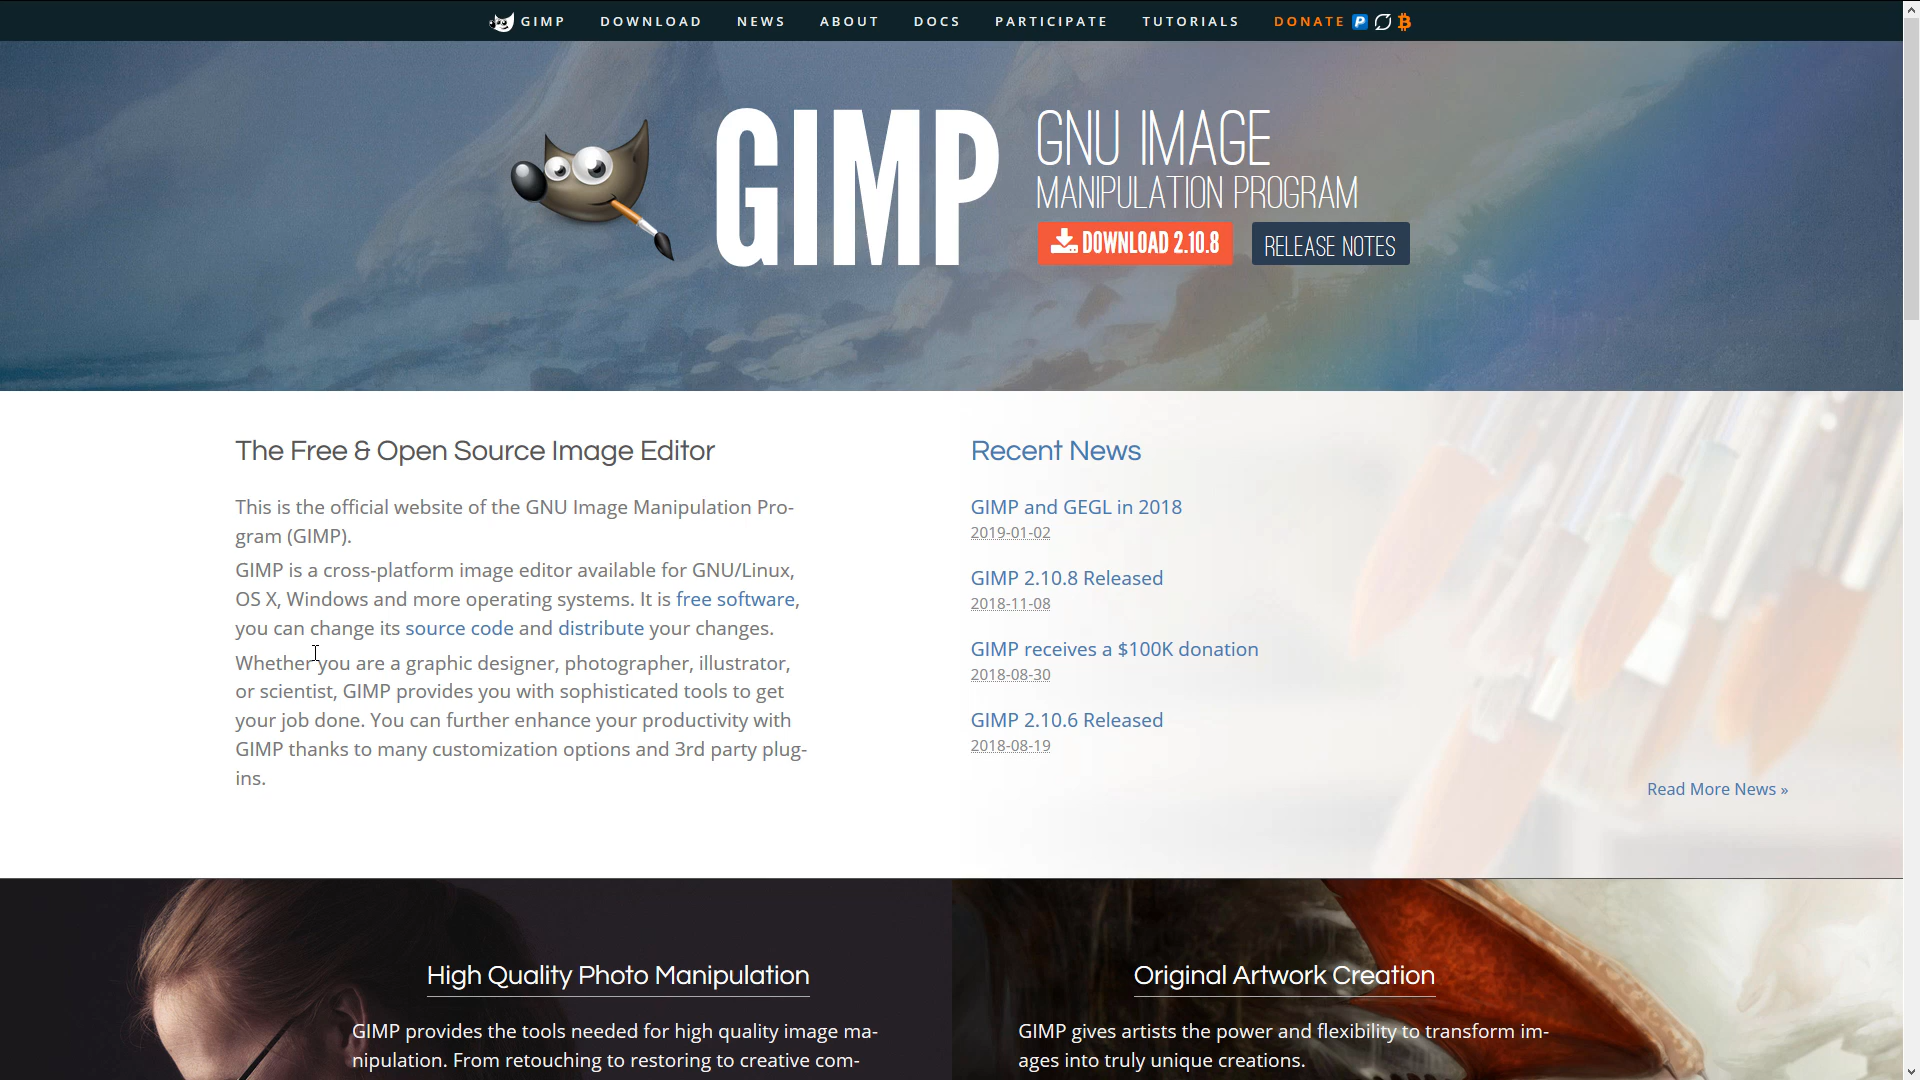 GIMP DOWNLOAD NEWS ABOUT DOCS PARTICIPATE TUTORIALS DONATE
GIMP
GNU IMAGE
MANIPULATION PROGRAM
DOWNLOAD 2.10.8
RELEASE NOTES
The Free & Open Source Image Editor
This is the official website of the GNU Image Manipulation Pro-
gram (GIMP).
GIMP is a cross-platform image editor available for GNU/Linux,
OS X, Windows and more operating systems. It is free software,
you can change its source code and distribute your changes.
Whether you are a graphic designer, photographer, illustrator,
or scientist, GIMP provides you with sophisticated tools to get
your job done. You can further enhance your productivity with
GIMP thanks to many customization options and 3rd party plug-
ins.
Recent News
GIMP and GEGL in 2018
2019-01-02
GIMP 2.10.8 Released
2018-11-08
GIMP receives a $100K donation
2018-08-30
GIMP 2.10.6 Released
2018-08-19
Read More News »
High Quality Photo Manipulation
GIMP provides the tools needed for high quality image ma-
nipulation. From retouching to restoring to creative com-
Original Artwork Creation
GIMP gives artists the power and flexibility to transform im-
ages into truly unique creations.